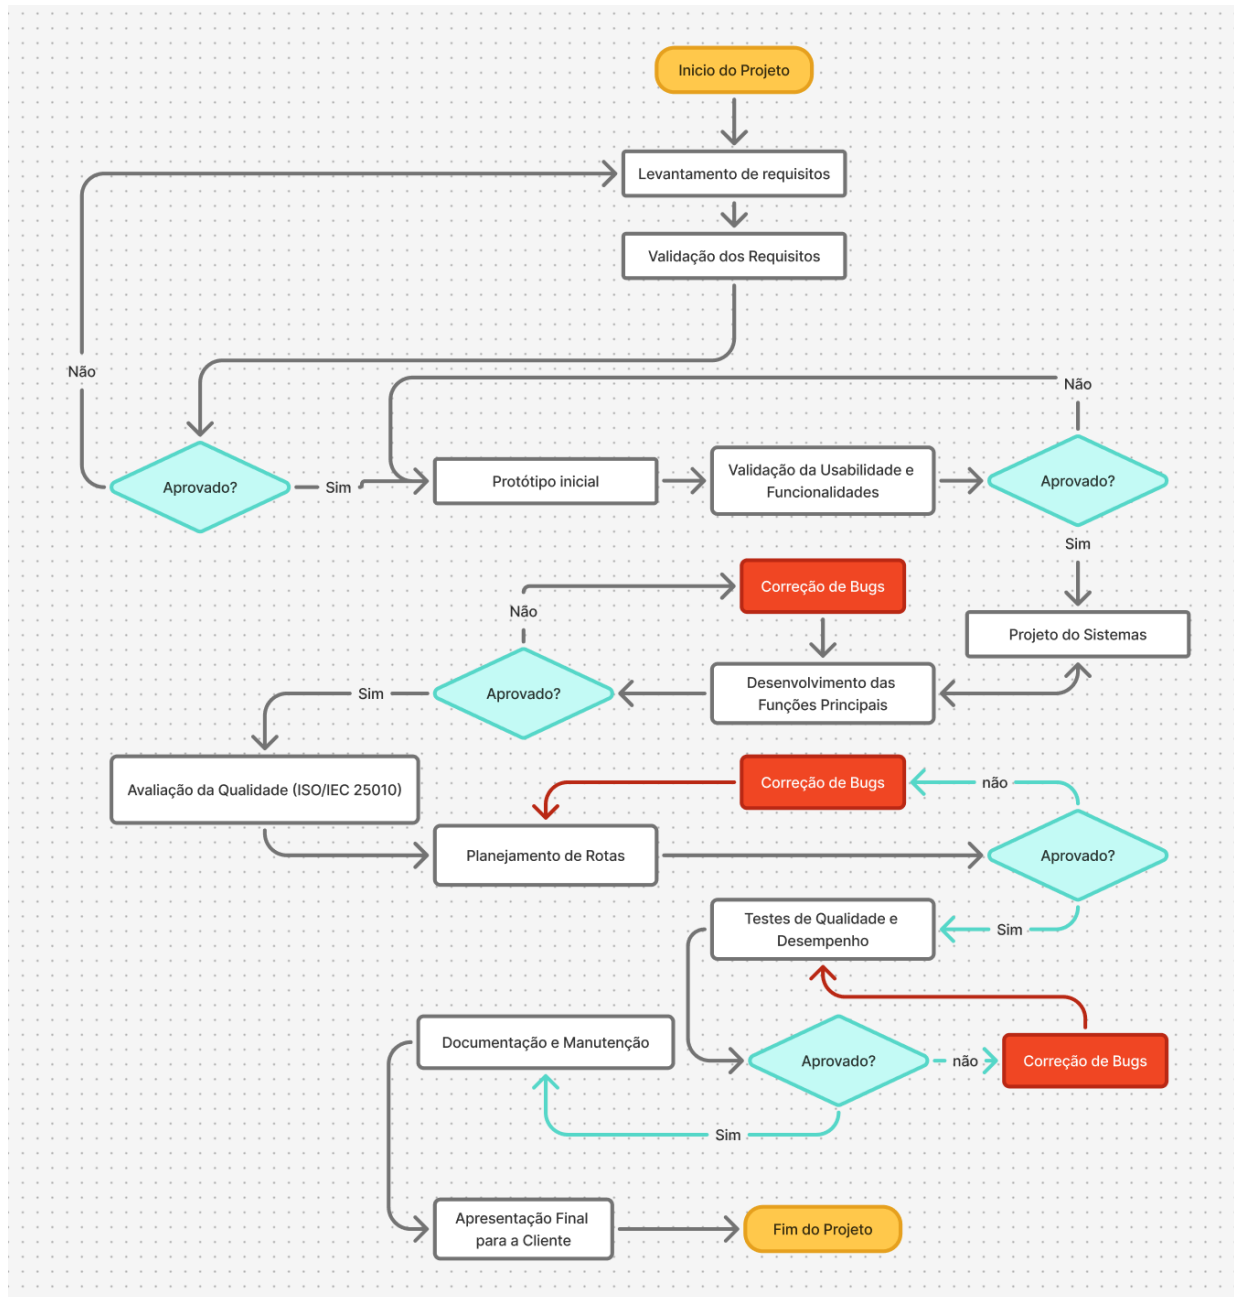 Inicio do Projeto
Levantamento de requisitos
Validação dos Requisitos
Não
Não
Aprovado?
Sim
Protótipo inicial
Validação da Usabilidade e
Funcionalidades
Aprovado?
Sim
Correção de Bugs
Não
Projeto do Sistemas
Desenvolvimento das
Funções Principais
Aprovado?
Sim
Avaliação da Qualidade (ISO/IEC 25010)
Correção de Bugs
não
Planejamento de Rotas
Aprovado?
Testes de Qualidade e
Desempenho
Sim
Documentação e Manutenção
Aprovado?
não
Correção de Bugs
Sim
Apresentação Final
para a Cliente
Fim do Projeto